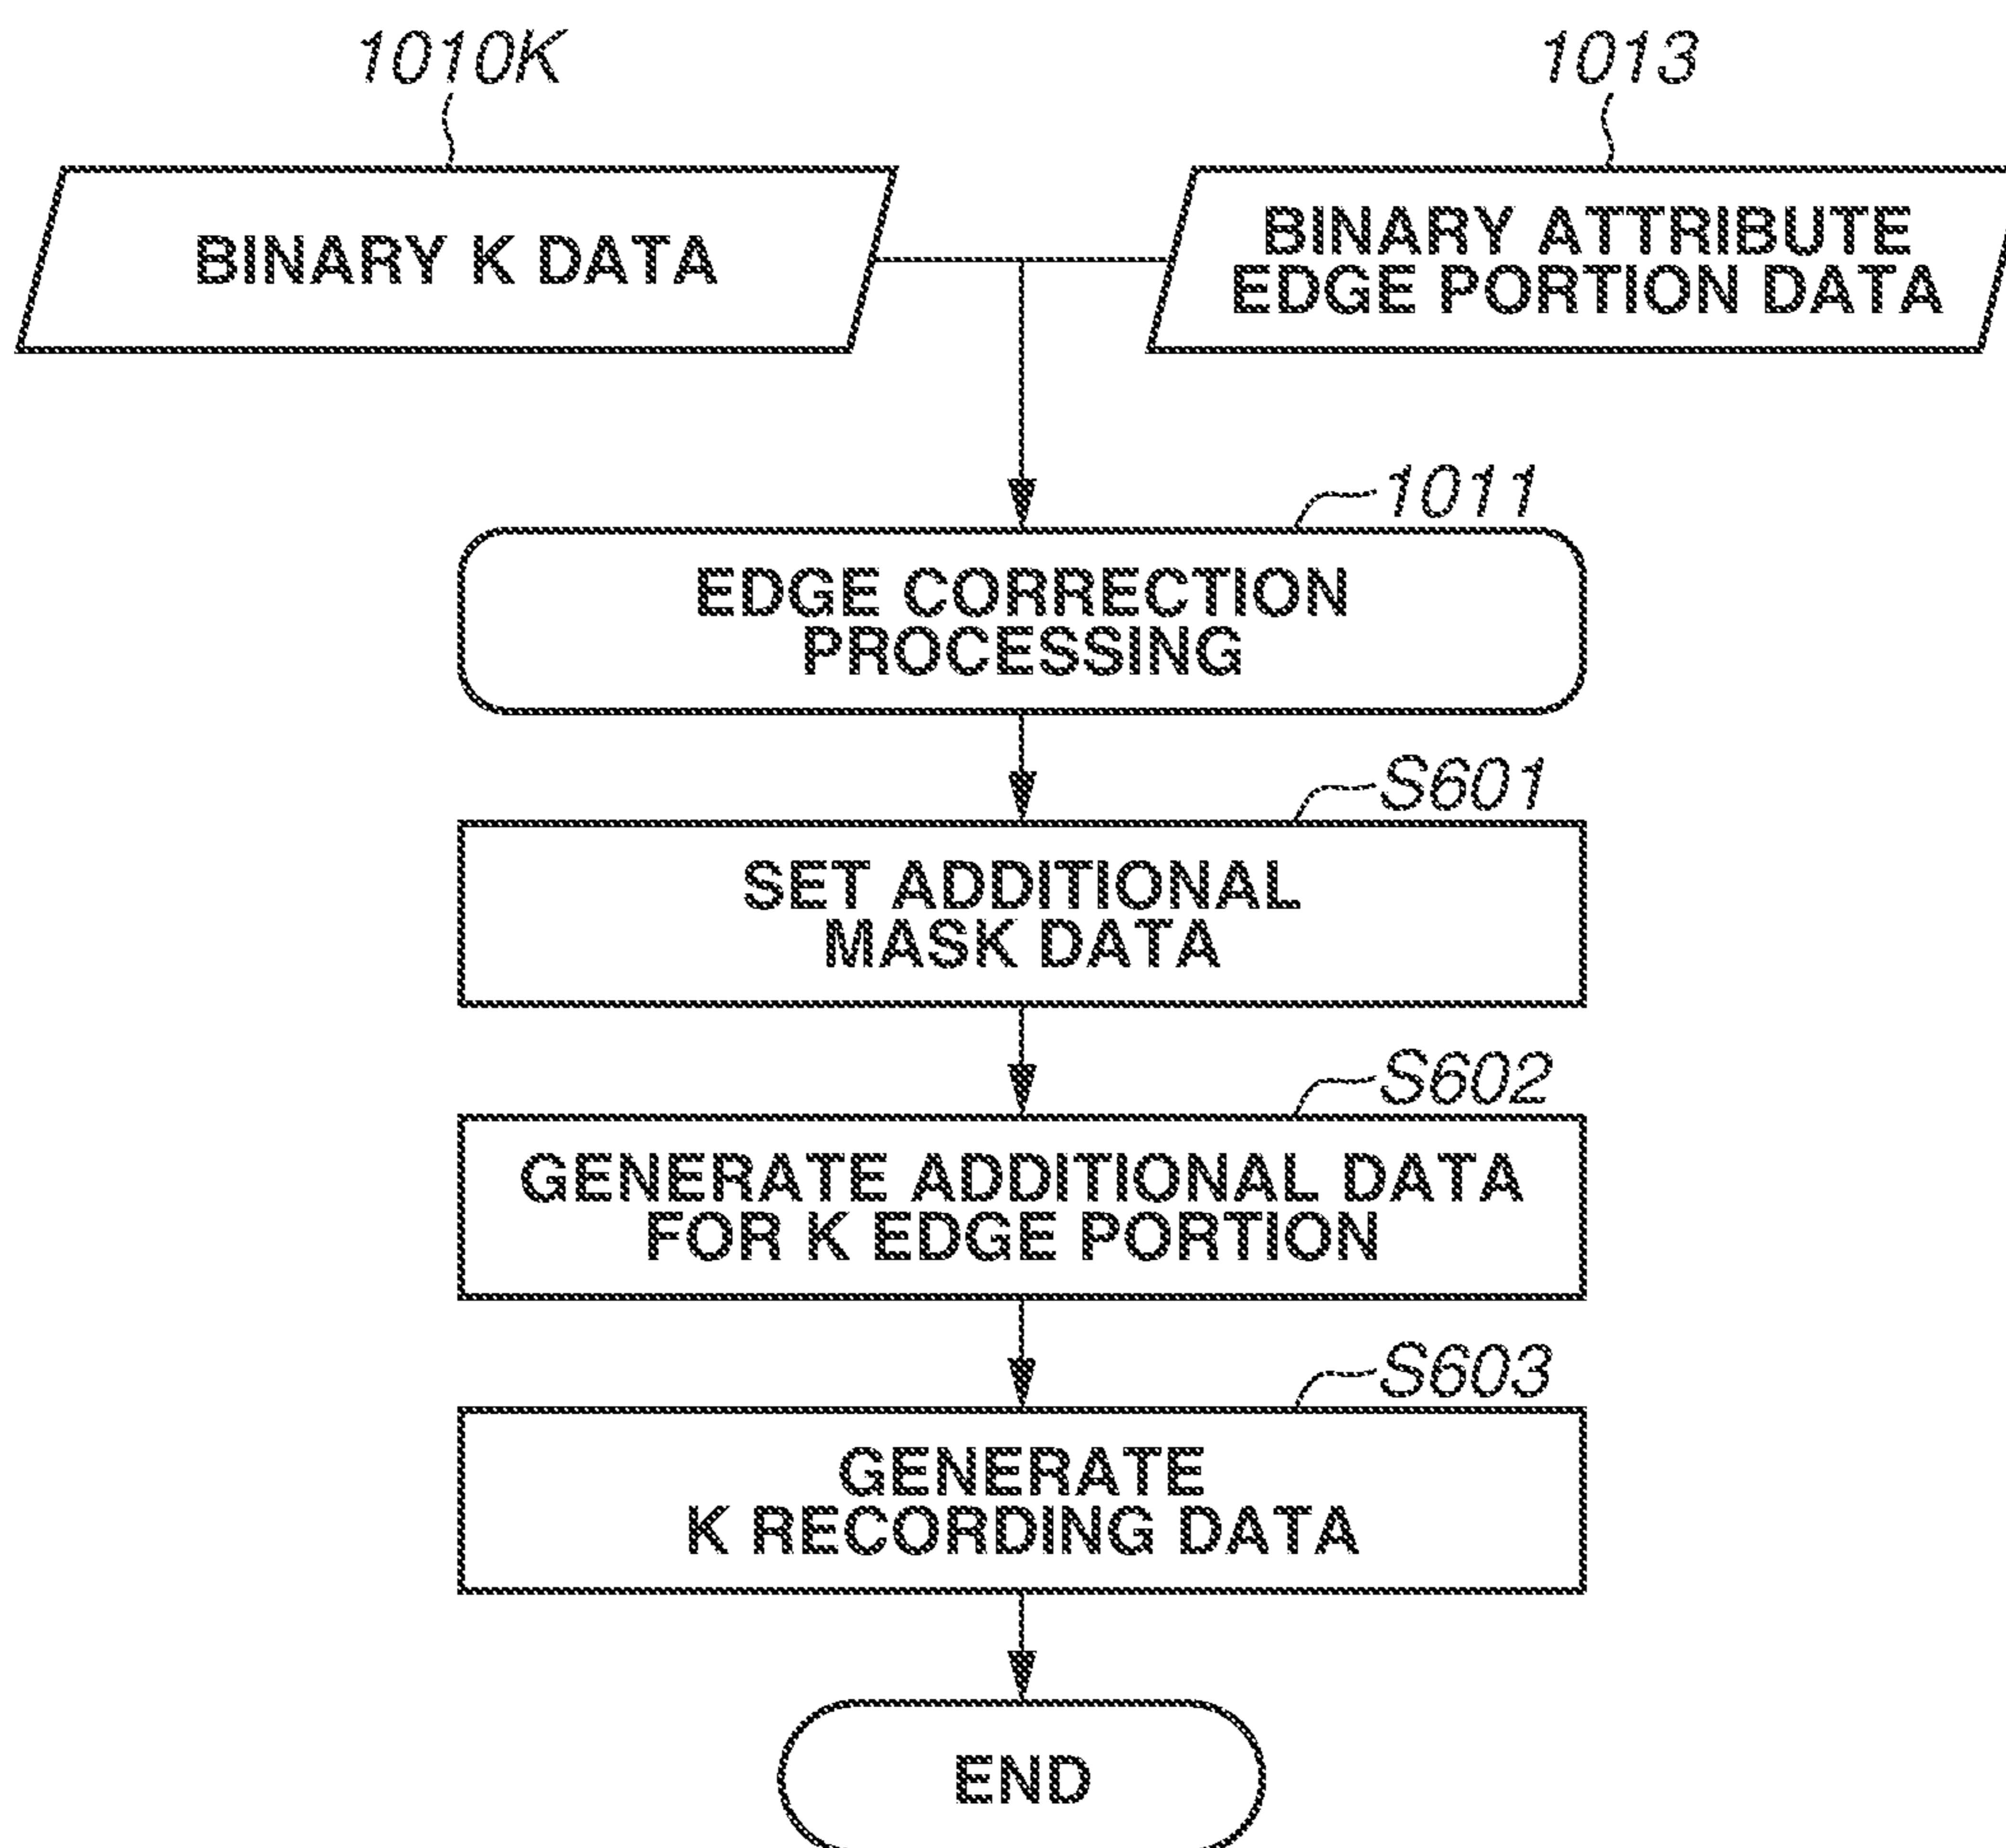 1010K
1013
BINARY K DATA
BINARY ATTRIBUTE
EDGE PORTION DATA
1011
EDGE CORRECTION
PROCESSING
S601
SET ADDITIONAL
MASK DATA
S602
GENERATE ADDITIONAL DATA
FOR K EDGE PORTION
S603
GENERATE
K RECORDING DATA
END